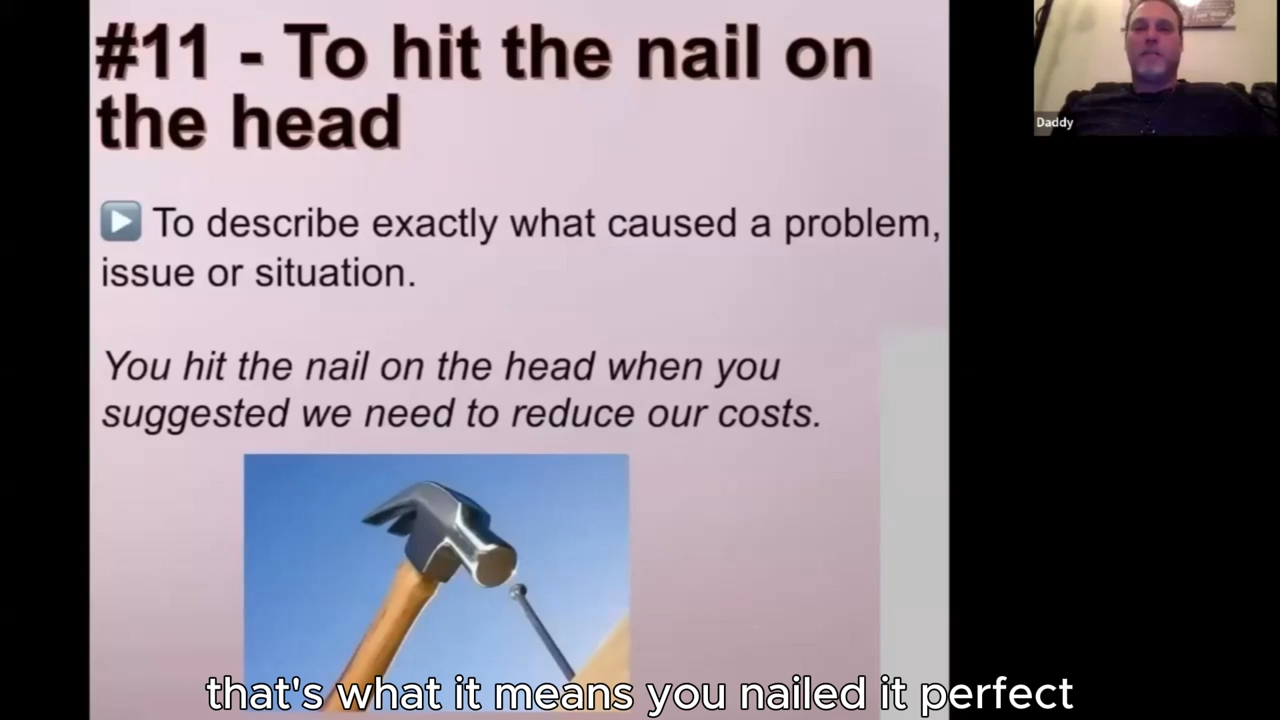 #11 - To hit the nail on
the head
To describe exactly what caused a problem,
issue or situation.
You hit the nail on the head when you
suggested we need to reduce our costs.
Daddy
that's what it means you nailed it perfect